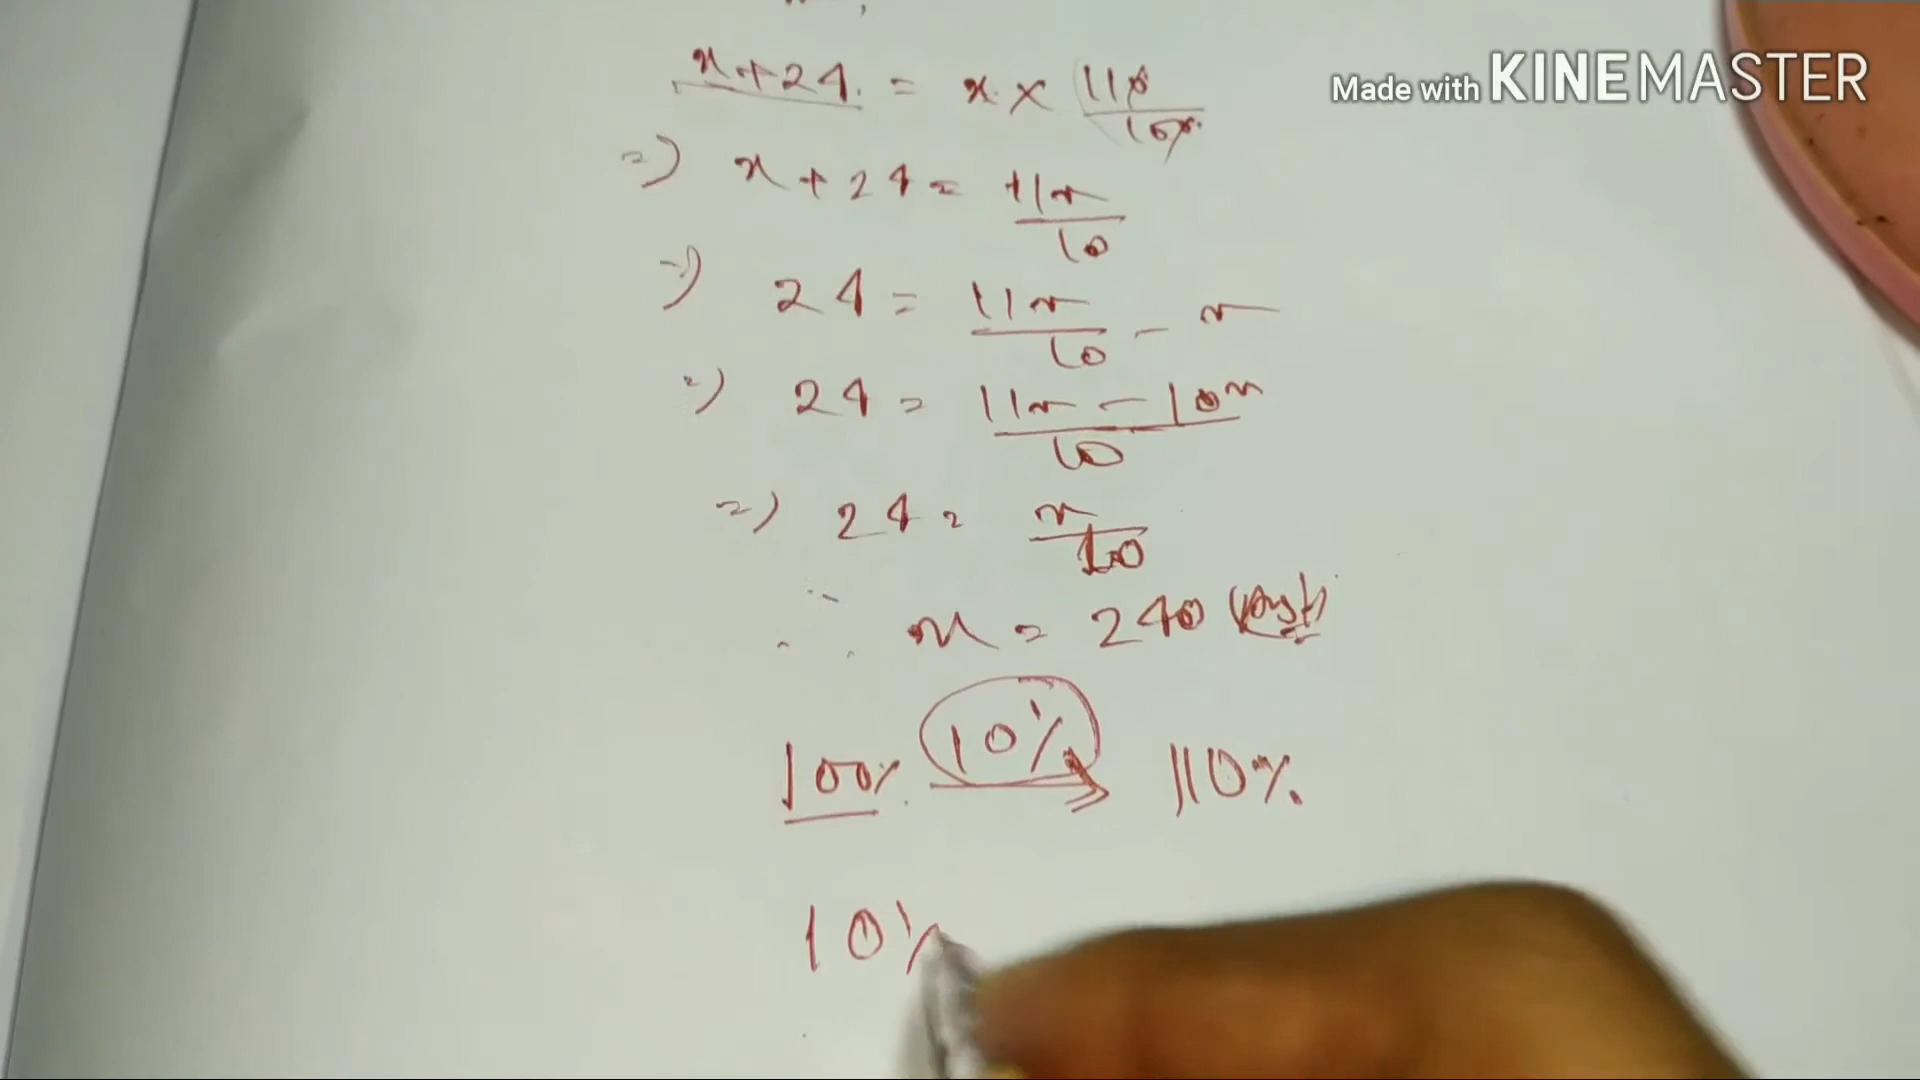 Made with KINEMASTER
x + 24 = x × 110/100
=) x + 24 = 11x/10
=) 24 = 11x/10 - x
=) 24 = 11x - 10x/10
=) 24 = x/10
∴ x = 240
100% 10% 110%
10%